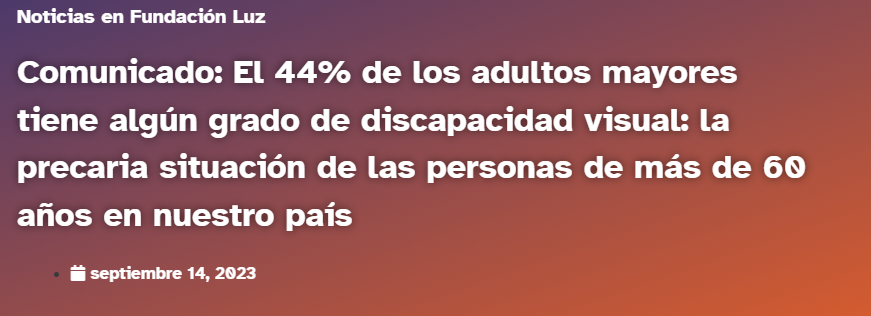 Noticias en Fundación Luz
Comunicado: El 44% de los adultos mayores
tiene algún grado de discapacidad visual: la
precaria situación de las personas de más de 60
años en nuestro país
septiembre 14, 2023